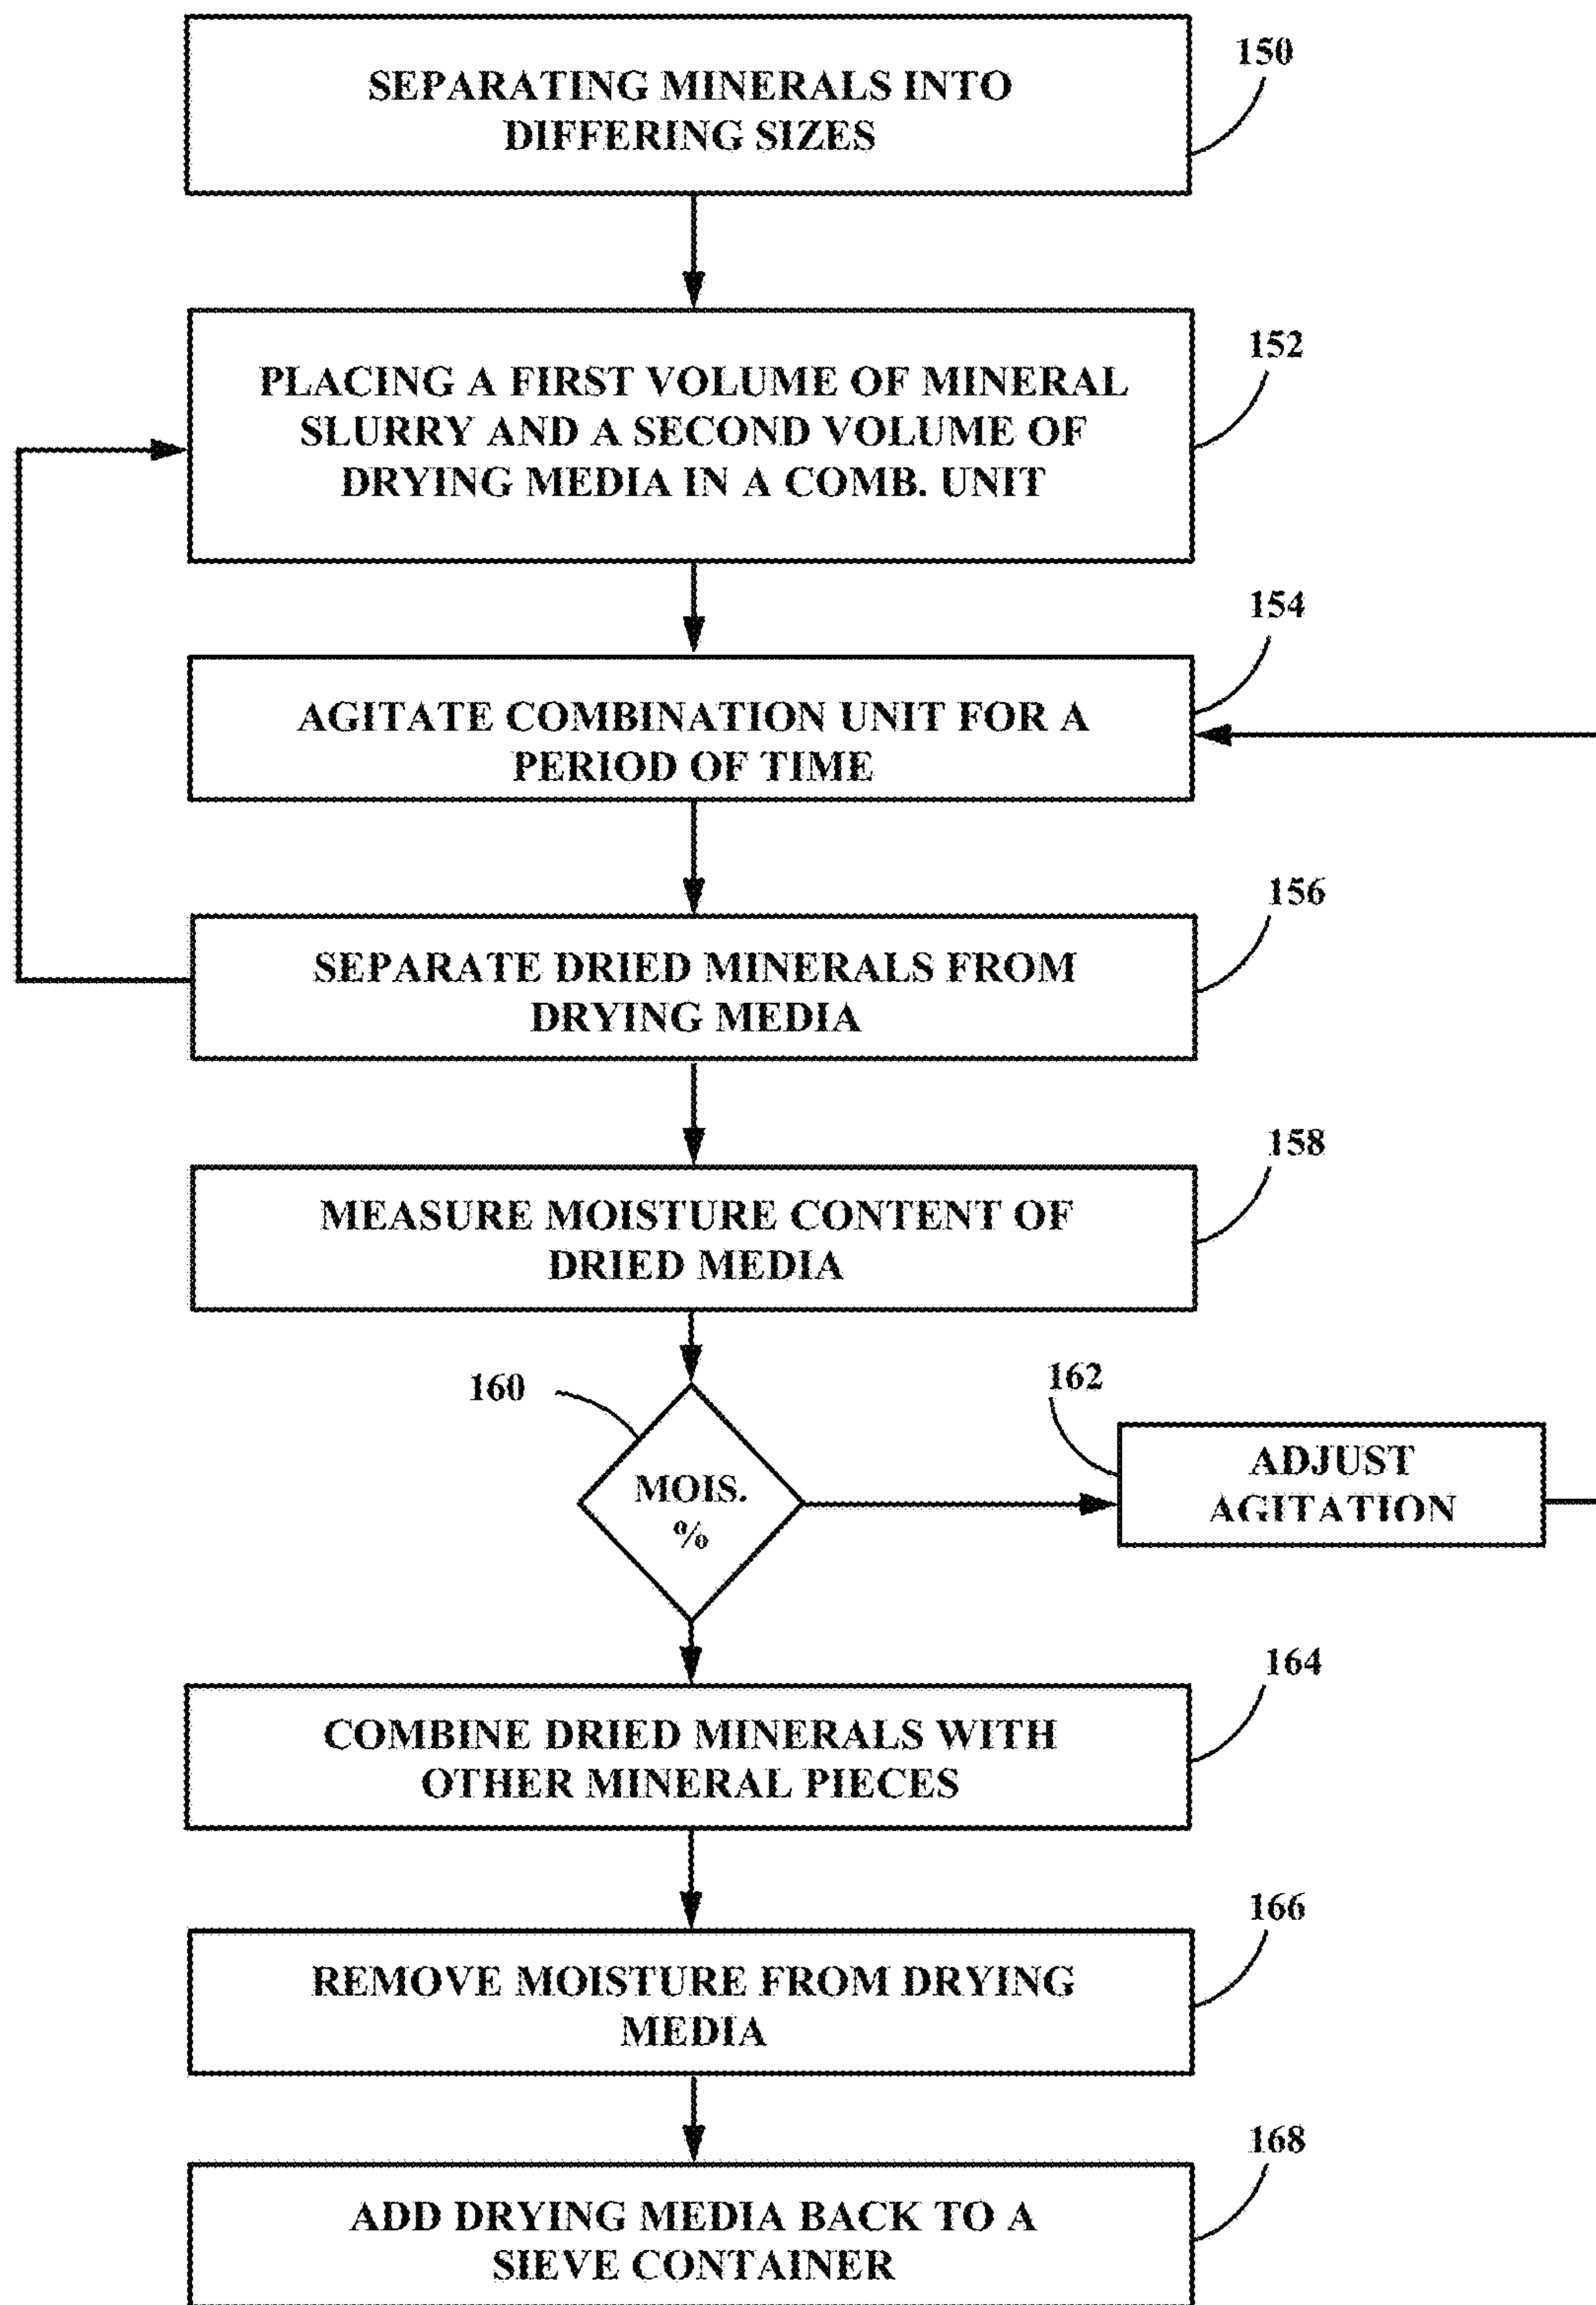 150
SEPARATING MINERALS INTO
DIFFERING SIZES
152
PLACING A FIRST VOLUME OF MINERAL
SLURRY AND A SECOND VOLUME OF
DRYING MEDIA IN A COMB. UNIT
154
AGITATE COMBINATION UNIT FOR A
PERIOD OF TIME
156
SEPARATE DRIED MINERALS FROM
DRYING MEDIA
158
MEASURE MOISTURE CONTENT OF
DRIED MEDIA
160
MOIS.
%
162
ADJUST
AGITATION
164
COMBINE DRIED MINERALS WITH
OTHER MINERAL PIECES
166
REMOVE MOISTURE FROM DRYING
MEDIA
168
ADD DRYING MEDIA BACK TO A
SIEVE CONTAINER